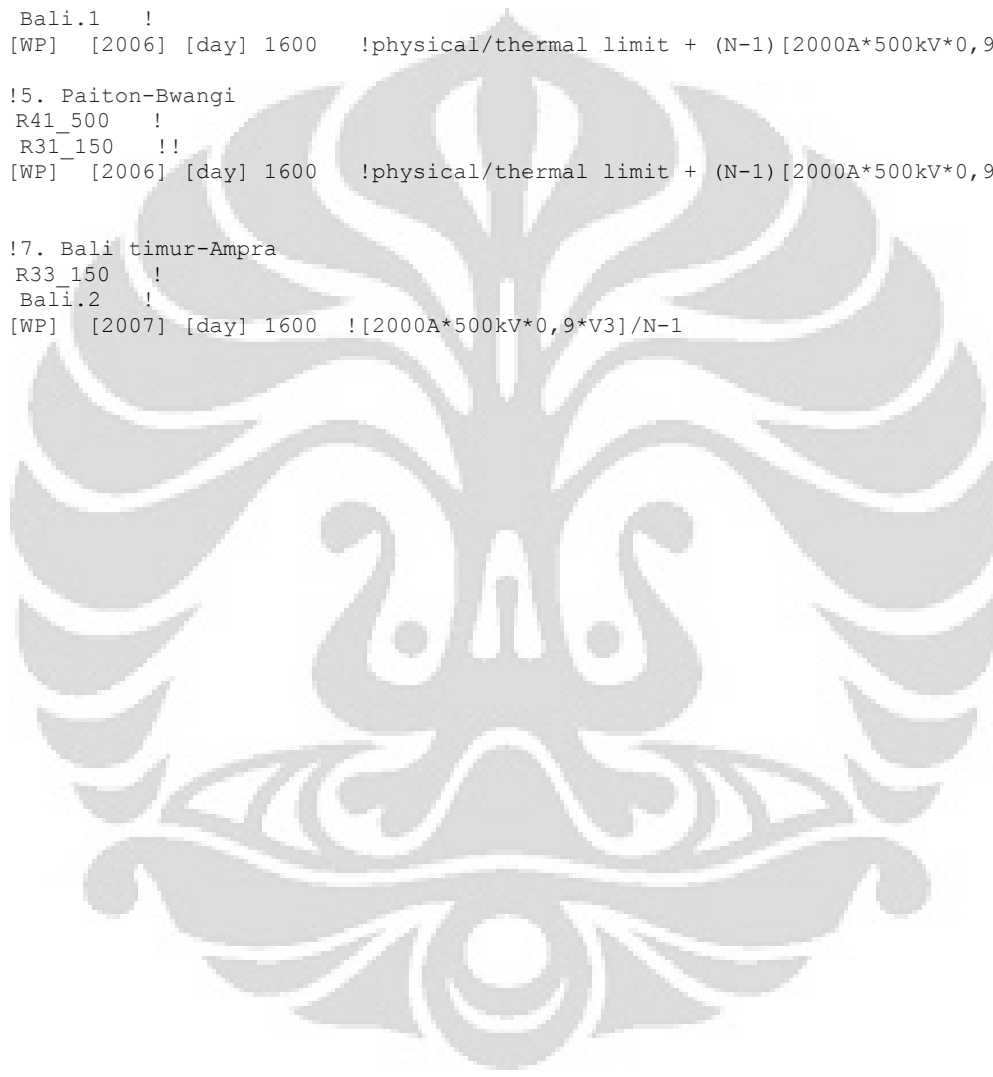 Bali.1 !
[WP] [2006] [day] 1600 !physical/thermal limit + (N-1)[2000A*500kV*0,9
!5. Paiton-Bwangi
R41_500 !
R31_150 !!
[WP] [2006] [day] 1600 !physical/thermal limit + (N-1)[2000A*500kV*0,9
!7. Bali timur-Ampra
R33_150 !
Bali.2 !
[WP] [2007] [day] 1600 ![2000A*500kV*0,9*V3]/N-1